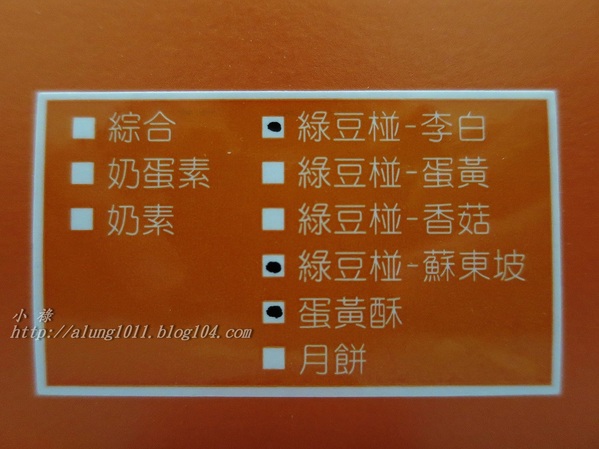 綜合
奶蛋素
奶素
綠豆椪-李白
綠豆椪-蛋黃
綠豆椪-香菇
綠豆椪-蘇東坡
蛋黃酥
月餅
小祿
http://alung1011.blog104.com/